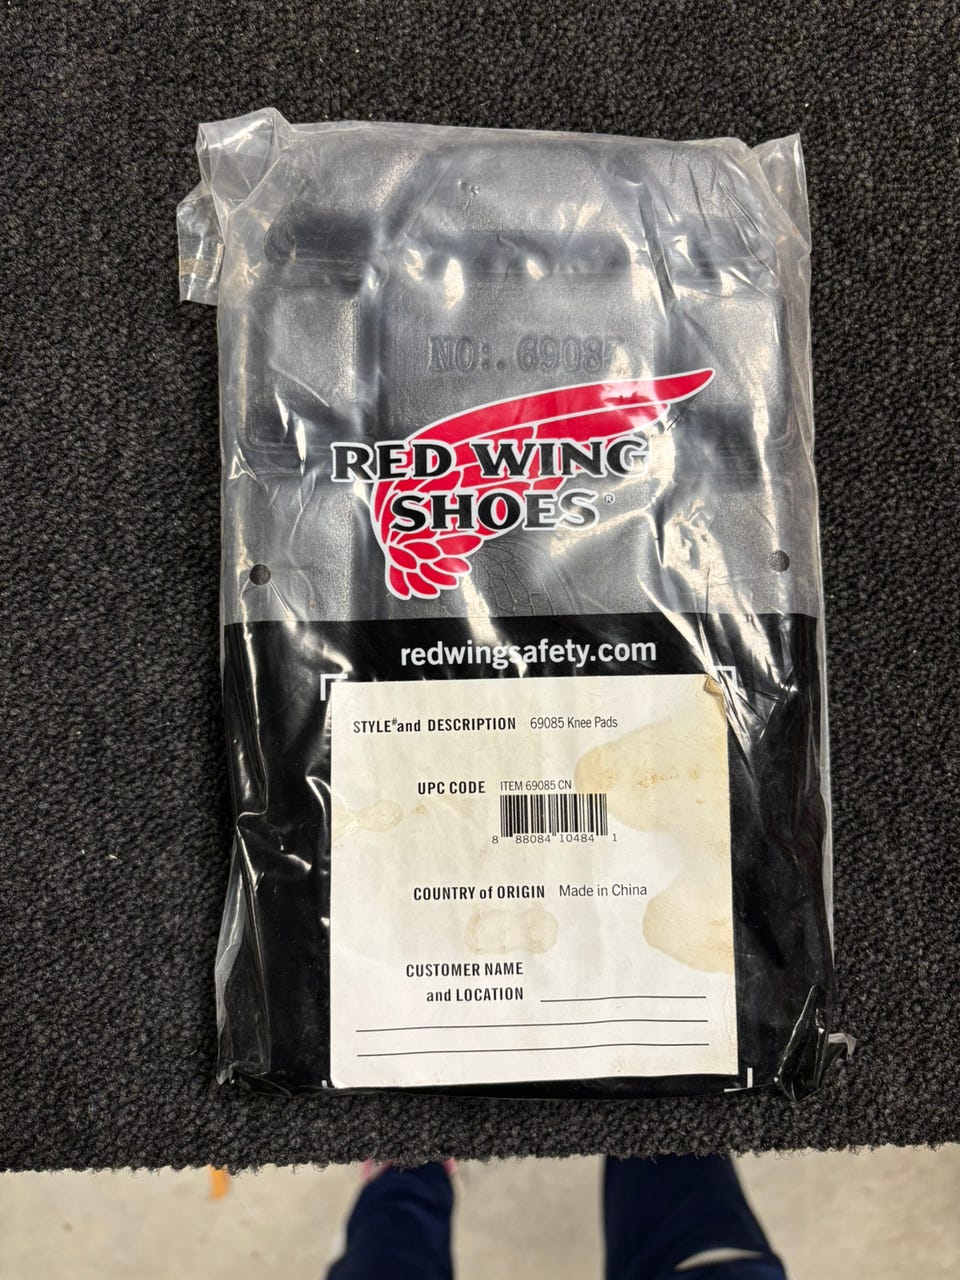 NO:. 69085
RED WING
SHOES®
redwingsafety.com
STYLE# and DESCRIPTION 69085 Knee Pads
UPC CODE ITEM 69085 CN
8 88084 10484 1
COUNTRY of ORIGIN Made in China
CUSTOMER NAME
and LOCATION